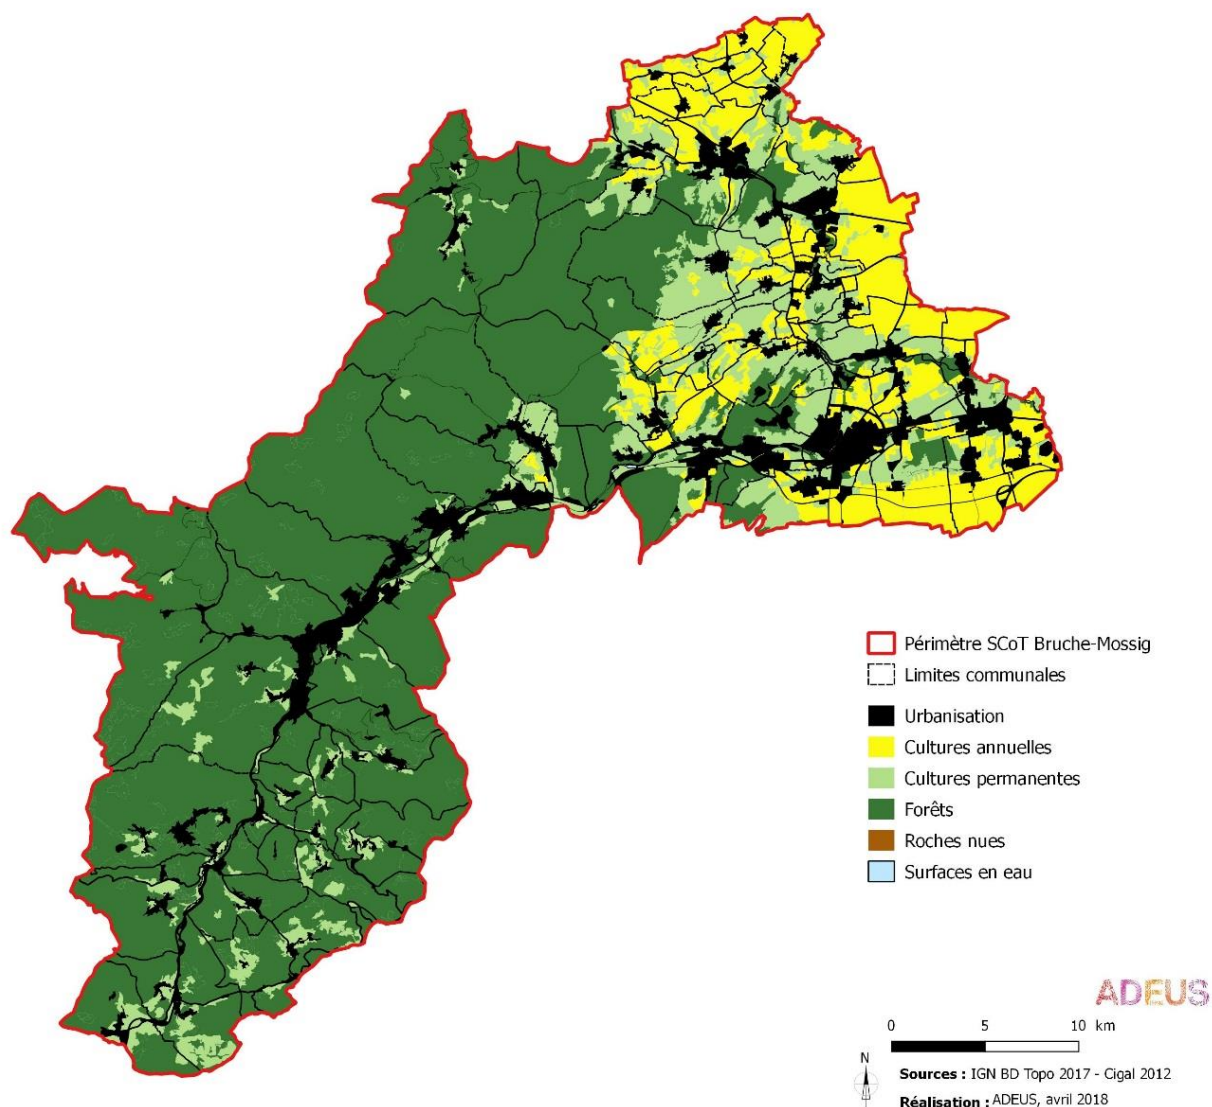 Périmètre SCoT Bruche-Mossig
Limites communales
Urbanisation
Cultures annuelles
Cultures permanentes
Forêts
Roches nues
Surfaces en eau
ADEUS
0 5 10 km
N
Sources : IGN BD Topo 2017 - Cigal 2012
Réalisation : ADEUS, avril 2018